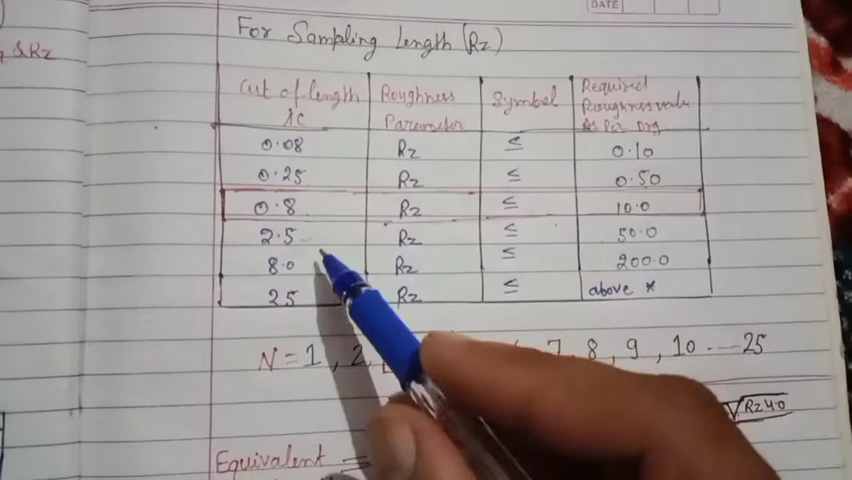 DATE
& Rz
For Sampling Length (Rz)
Cut of length λc Roughness Parameter Symbol Required Roughness value As Per Drg
0.08 Rz ≤ 0.10
0.25 Rz ≤ 0.50
0.8 Rz ≤ 10.0
2.5 Rz ≤ 50.0
8.0 Rz ≤ 200.0
25 Rz ≤ above *
N = 1, 2, 7, 8, 9, 10 --- 25
√Rz 4.0
Equivalent =